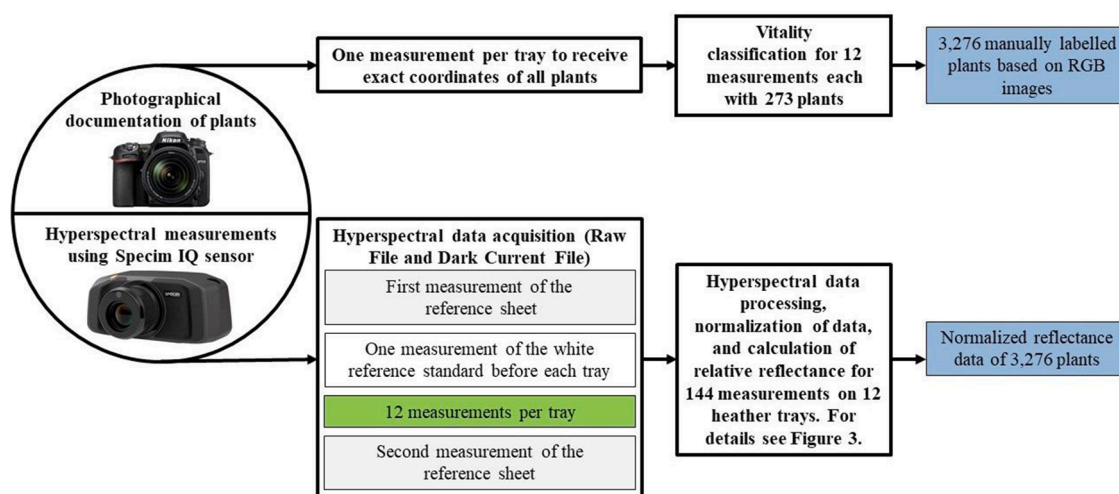 Photographical
documentation of plants
Nikon
Hyperspectral measurements
using Specim IQ sensor
SPECIM
One measurement per tray to receive
exact coordinates of all plants
Vitality
classification for 12
measurements each
with 273 plants
3,276 manually labelled
plants based on RGB
images
Hyperspectral data acquisition (Raw
File and Dark Current File)
First measurement of the
reference sheet
One measurement of the white
reference standard before each tray
12 measurements per tray
Second measurement of the
reference sheet
Hyperspectral data
processing,
normalization of data,
and calculation of
relative reflectance for
144 measurements on 12
heather trays. For
details see Figure 3.
Normalized reflectance
data of 3,276 plants